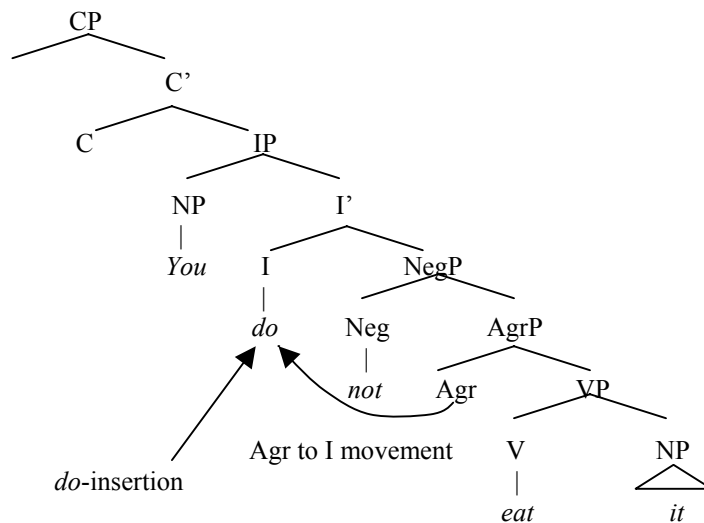 CP
C’
C IP
NP I’
You I NegP
do Neg AgrP
not Agr VP
do-insertion Agr to I movement V NP
eat it